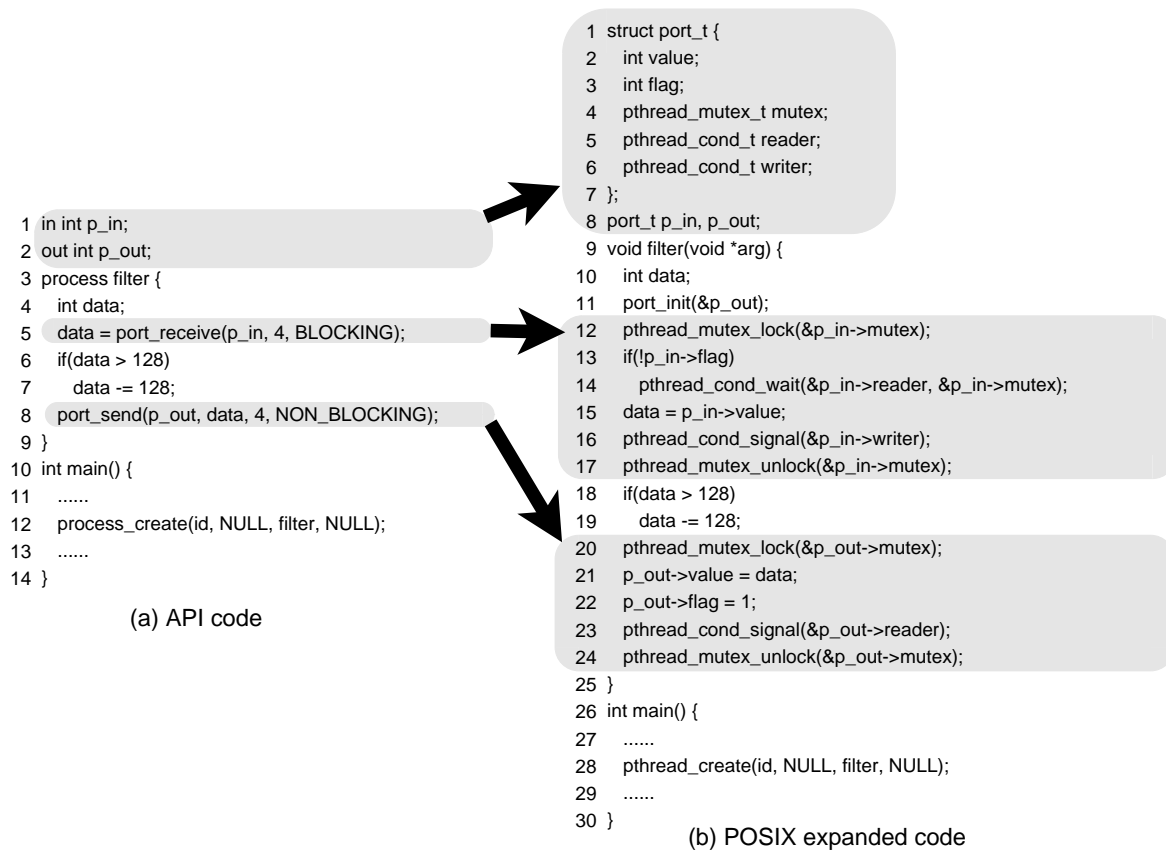 1 in int p_in;
2 out int p_out;
3 process filter {
4 int data;
5 data = port_receive(p_in, 4, BLOCKING);
6 if(data > 128)
7 data -= 128;
8 port_send(p_out, data, 4, NON_BLOCKING);
9 }
10 int main() {
11 ......
12 process_create(id, NULL, filter, NULL);
13 ......
14 }
(a) API code
1 struct port_t {
2 int value;
3 int flag;
4 pthread_mutex_t mutex;
5 pthread_cond_t reader;
6 pthread_cond_t writer;
7 };
8 port_t p_in, p_out;
9 void filter(void *arg) {
10 int data;
11 port_init(&p_out);
12 pthread_mutex_lock(&p_in->mutex);
13 if(!p_in->flag)
14 pthread_cond_wait(&p_in->reader, &p_in->mutex);
15 data = p_in->value;
16 pthread_cond_signal(&p_in->writer);
17 pthread_mutex_unlock(&p_in->mutex);
18 if(data > 128)
19 data -= 128;
20 pthread_mutex_lock(&p_out->mutex);
21 p_out->value = data;
22 p_out->flag = 1;
23 pthread_cond_signal(&p_out->reader);
24 pthread_mutex_unlock(&p_out->mutex);
25 }
26 int main() {
27 ......
28 pthread_create(id, NULL, filter, NULL);
29 ......
30 }
(b) POSIX expanded code